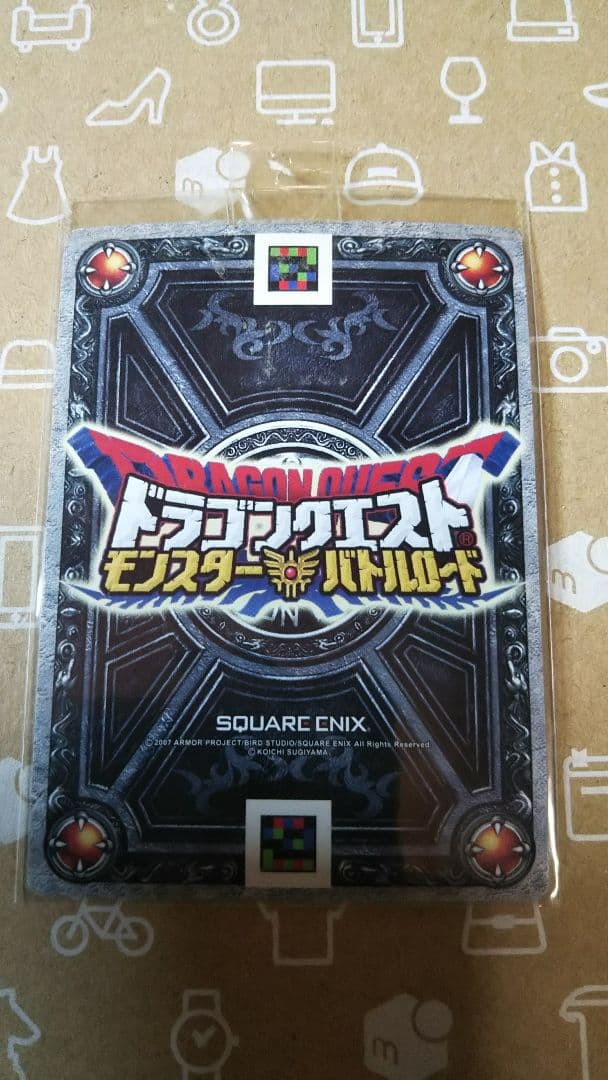 DRAGON QUEST
ドラゴンクエスト®
モンスターバトルロード
SQUARE ENIX
© 2007 ARMOR PROJECT/BIRD STUDIO/SQUARE ENIX All Rights Reserved.
© KOICHI SUGIYAMA